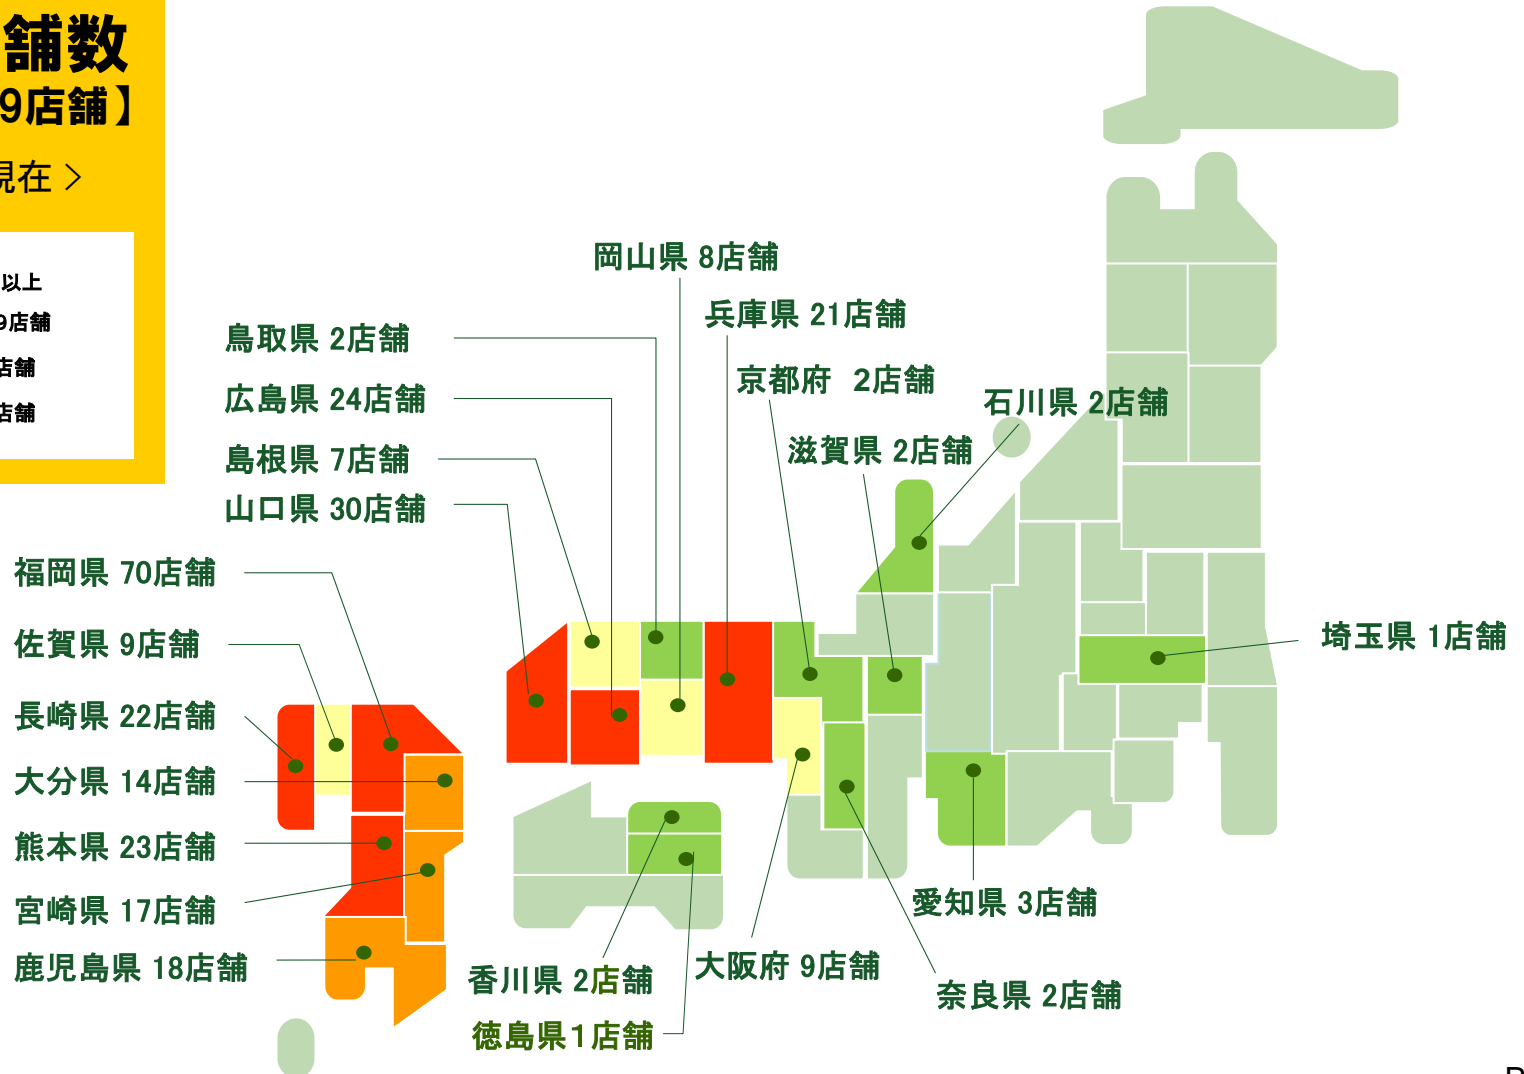 舗数
9店舗】
現在 >
以上
9店舗
店舗
店舗
岡山県 8店舗
兵庫県 21店舗
鳥取県 2店舗
京都府　2店舗
広島県 24店舗
石川県 2店舗
滋賀県 2店舗
島根県 7店舗
山口県 30店舗
福岡県 70店舗
佐賀県 9店舗
埼玉県 1店舗
長崎県 22店舗
大分県 14店舗
熊本県 23店舗
宮崎県 17店舗
愛知県 3店舗
鹿児島県 18店舗
香川県 2店舗
大阪府 9店舗
奈良県 2店舗
徳島県1店舗